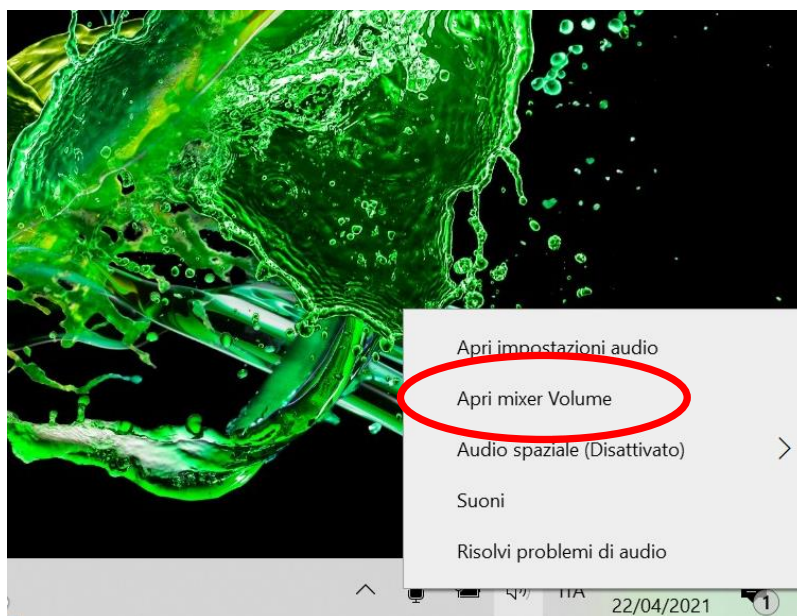 Apri impostazioni audio
Apri mixer Volume
Audio spaziale (Disattivato)
Suoni
Risolvi problemi di audio
ITA
22/04/2021
1